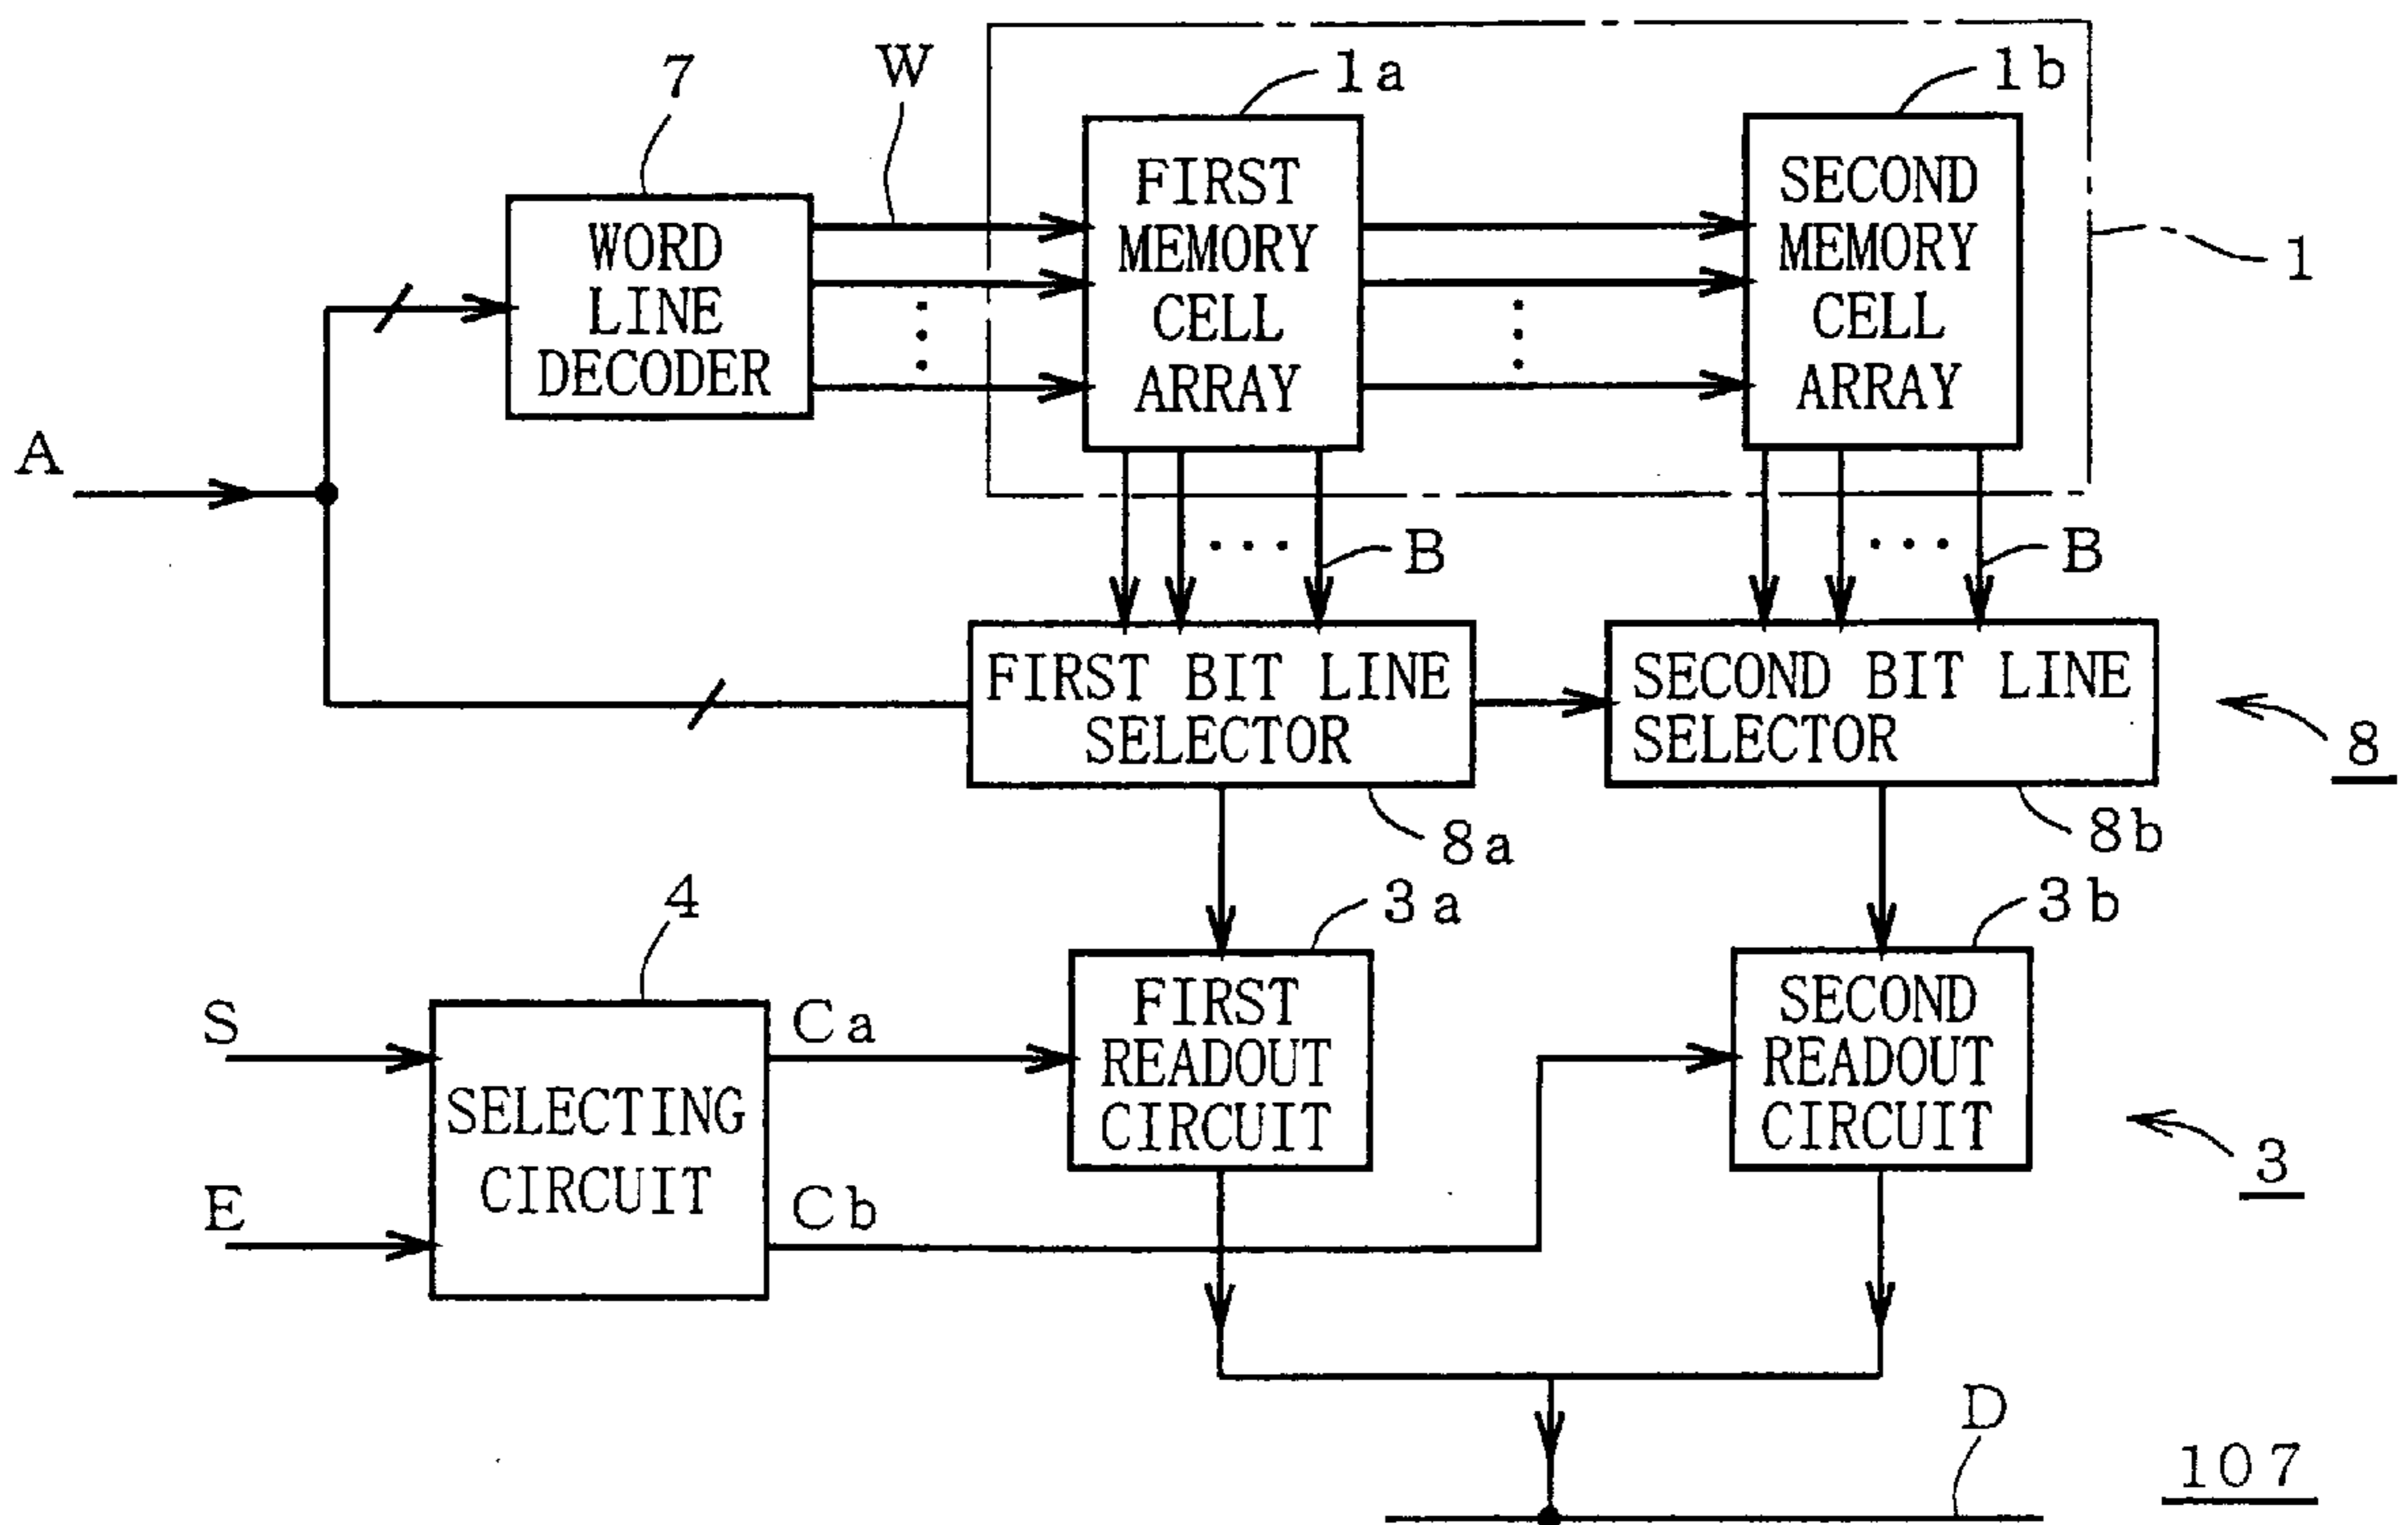 7
W
1a
1b
WORD
LINE
DECODER
FIRST
MEMORY
CELL
ARRAY
SECOND
MEMORY
CELL
ARRAY
1
A
B
B
FIRST BIT LINE
SELECTOR
SECOND BIT LINE
SELECTOR
8
8a
8b
4
3a
3b
S
E
SELECTING
CIRCUIT
Ca
Cb
FIRST
READOUT
CIRCUIT
SECOND
READOUT
CIRCUIT
3
D
107